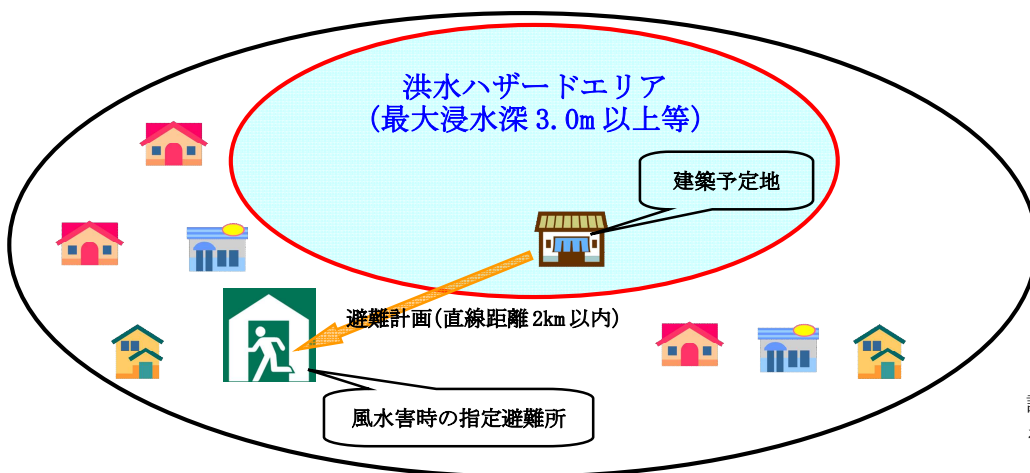 洪水ハザードエリア
(最大浸水深 3.0m 以上等)
建築予定地
避難計画(直線距離 2km 以内)
風水害時の指定避難所